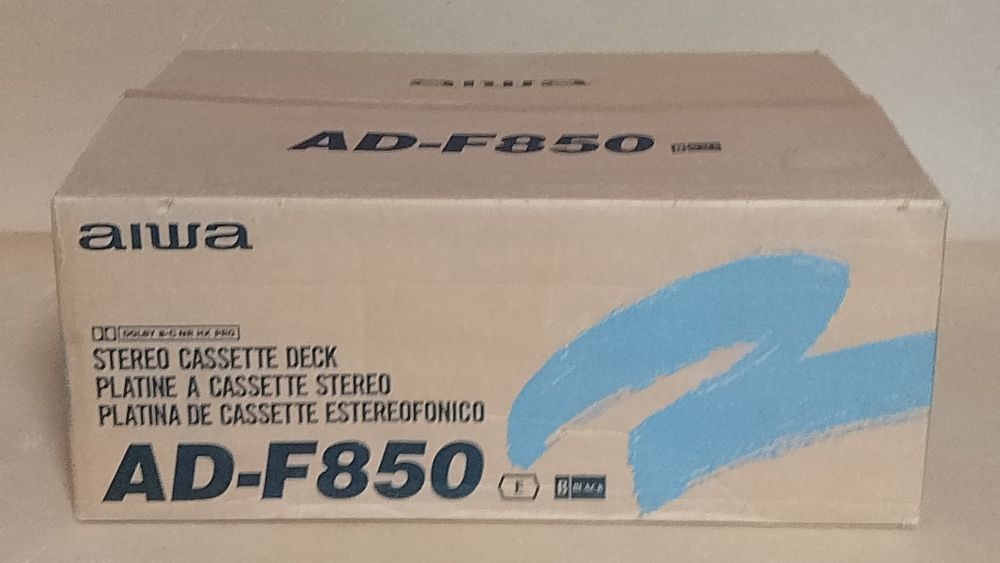 aiwa
AD-F850
aiwa
DOLBY B-C NR HX PRO
STEREO CASSETTE DECK
PLATINE A CASSETTE STEREO
PLATINA DE CASSETTE ESTEREOFONICO
AD-F850 E B BLACK